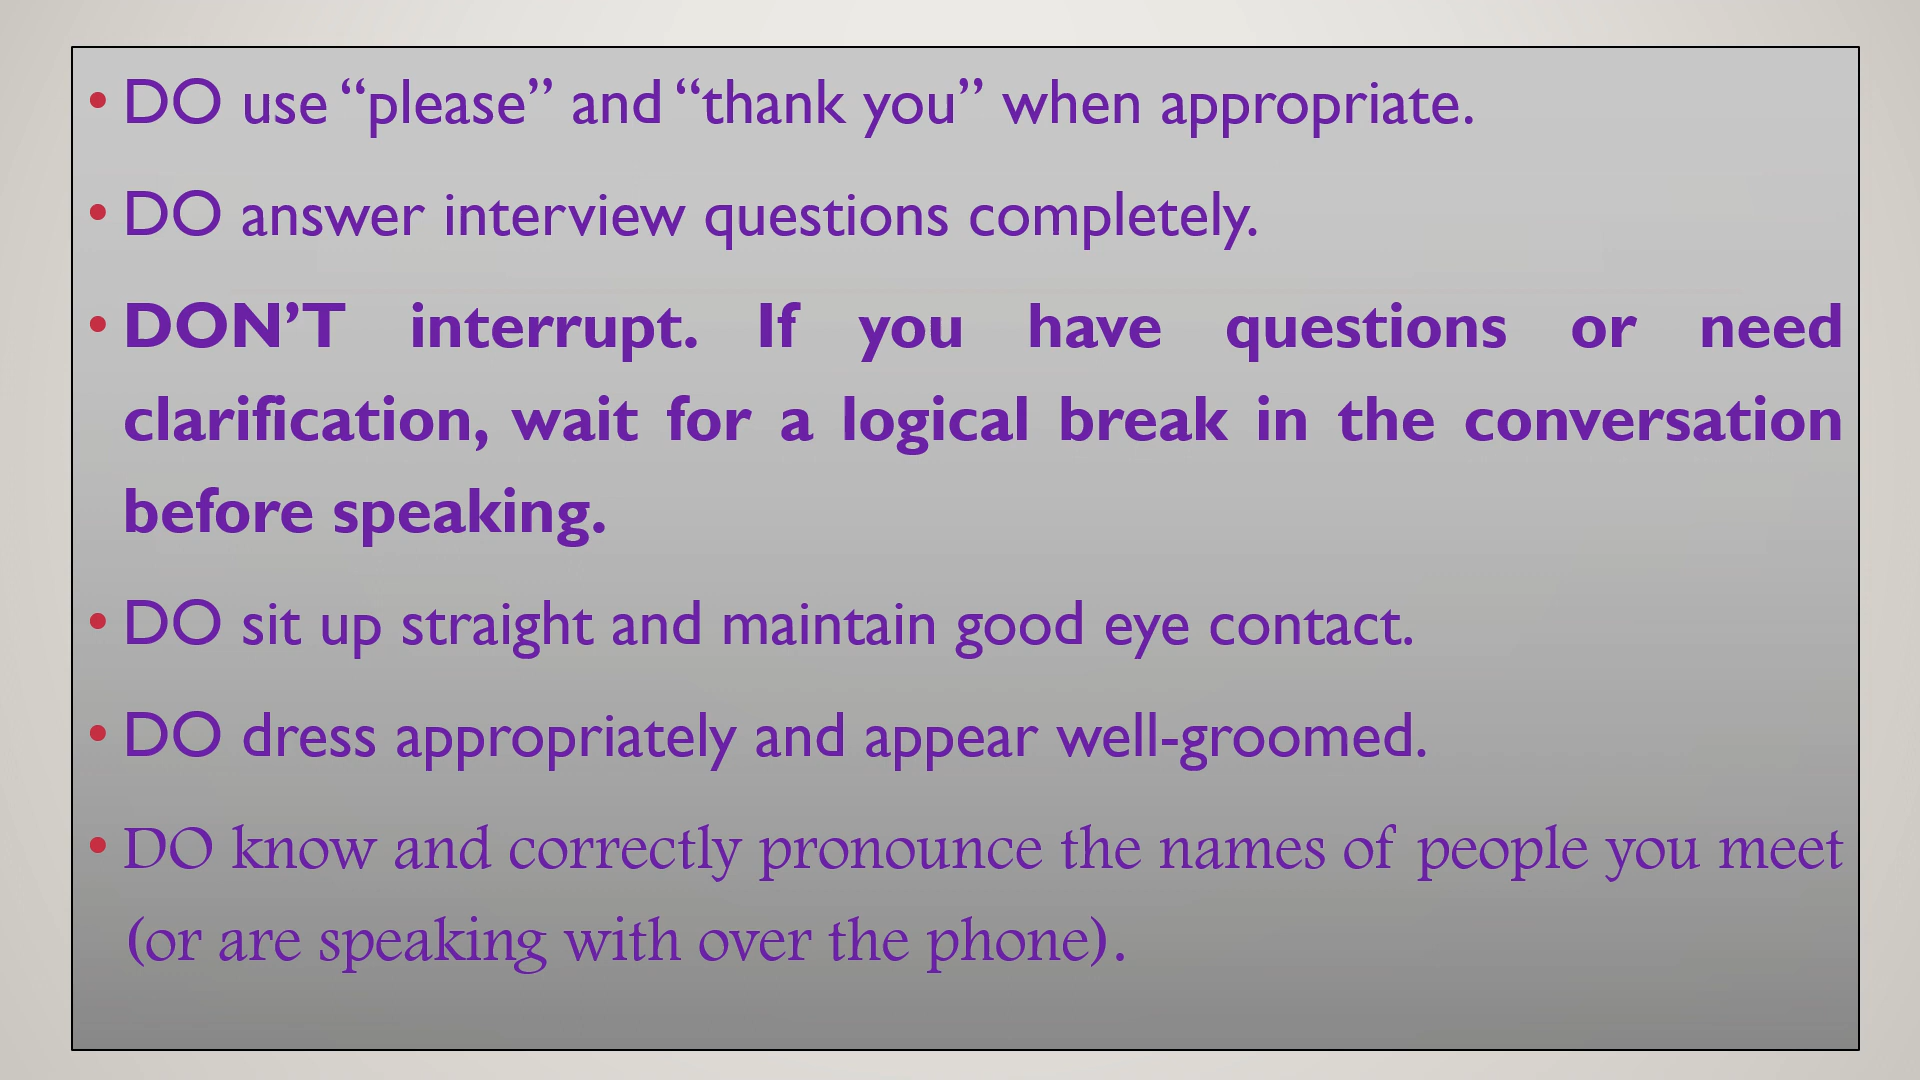 • DO use “please” and “thank you” when appropriate.
• DO answer interview questions completely.
• DON’T interrupt. If you have questions or need
clarification, wait for a logical break in the conversation
before speaking.
• DO sit up straight and maintain good eye contact.
• DO dress appropriately and appear well-groomed.
• DO know and correctly pronounce the names of people you meet
(or are speaking with over the phone).